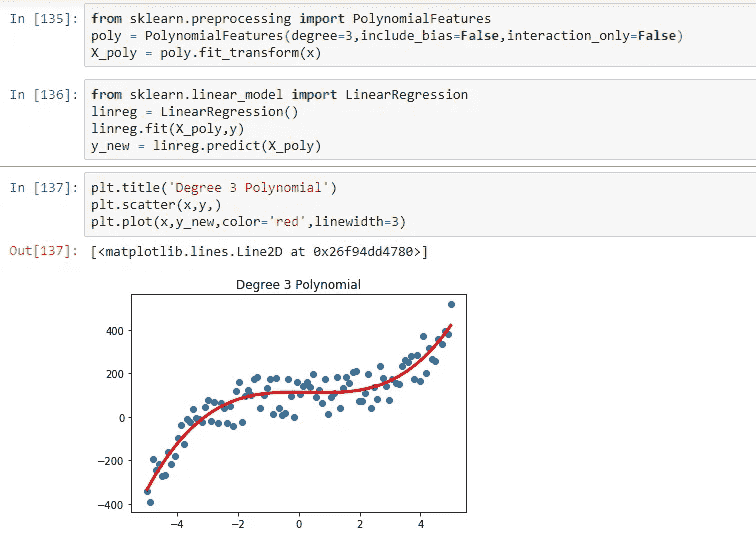 In [135]: from sklearn.preprocessing import PolynomialFeatures
poly = PolynomialFeatures(degree=3,include_bias=False,interaction_only=False)
X_poly = poly.fit_transform(x)
In [136]: from sklearn.linear_model import LinearRegression
linreg = LinearRegression()
linreg.fit(X_poly,y)
y_new = linreg.predict(X_poly)
In [137]: plt.title('Degree 3 Polynomial')
plt.scatter(x,y,)
plt.plot(x,y_new,color='red',linewidth=3)
Out[137]: [<matplotlib.lines.Line2D at 0x26f94dd4780>]
Degree 3 Polynomial
400
200
0
−200
−400
−4 −2 0 2 4